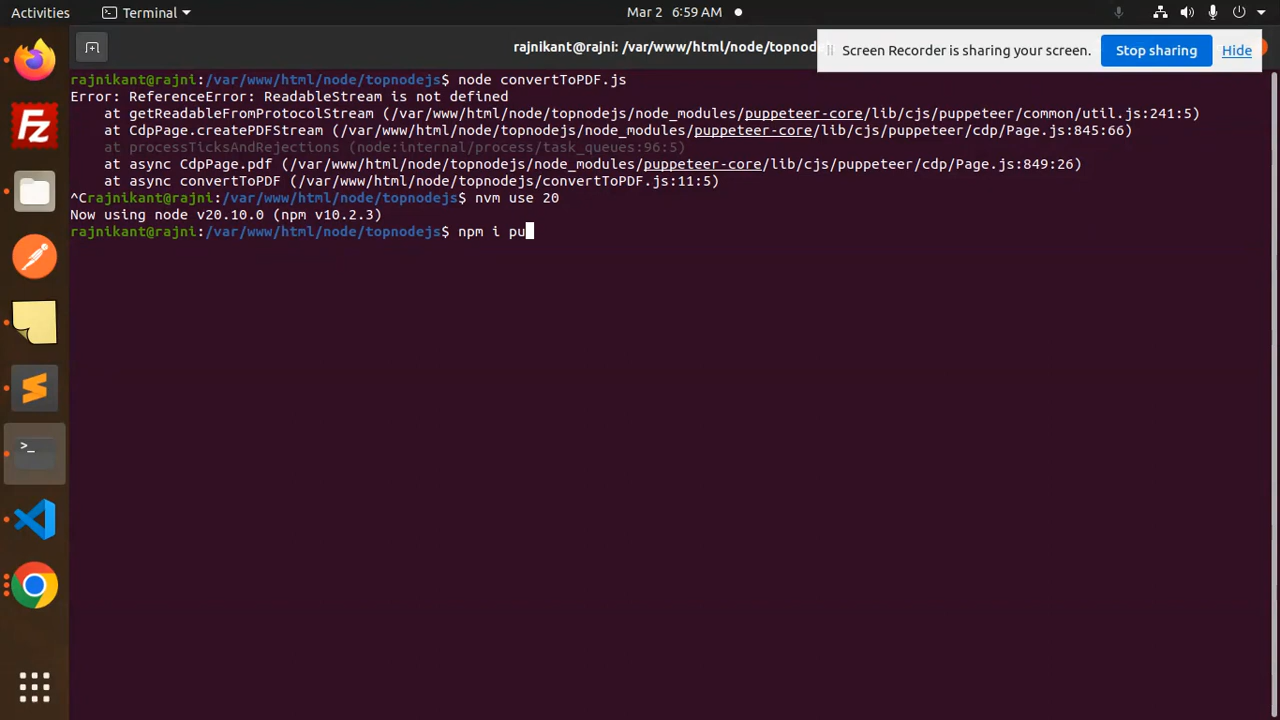 Activities
Terminal
Mar 2 6:59 AM
rajnikant@rajni: /var/www/html/node/topnode
Screen Recorder is sharing your screen.
Stop sharing
Hide
rajnikant@rajni:/var/www/html/node/topnodejs$ node convertToPDF.js
Error: ReferenceError: ReadableStream is not defined
at getReadableFromProtocolStream (/var/www/html/node/topnodejs/node_modules/puppeteer-core/lib/cjs/puppeteer/common/util.js:241:5)
at CdpPage.createPDFStream (/var/www/html/node/topnodejs/node_modules/puppeteer-core/lib/cjs/puppeteer/cdp/Page.js:845:66)
at processTicksAndRejections (node:internal/process/task_queues:96:5)
at async CdpPage.pdf (/var/www/html/node/topnodejs/node_modules/puppeteer-core/lib/cjs/puppeteer/cdp/Page.js:849:26)
at async convertToPDF (/var/www/html/node/topnodejs/convertToPDF.js:11:5)
^Crajnikant@rajni:/var/www/html/node/topnodejs$ nvm use 20
Now using node v20.10.0 (npm v10.2.3)
rajnikant@rajni:/var/www/html/node/topnodejs$ npm i pu